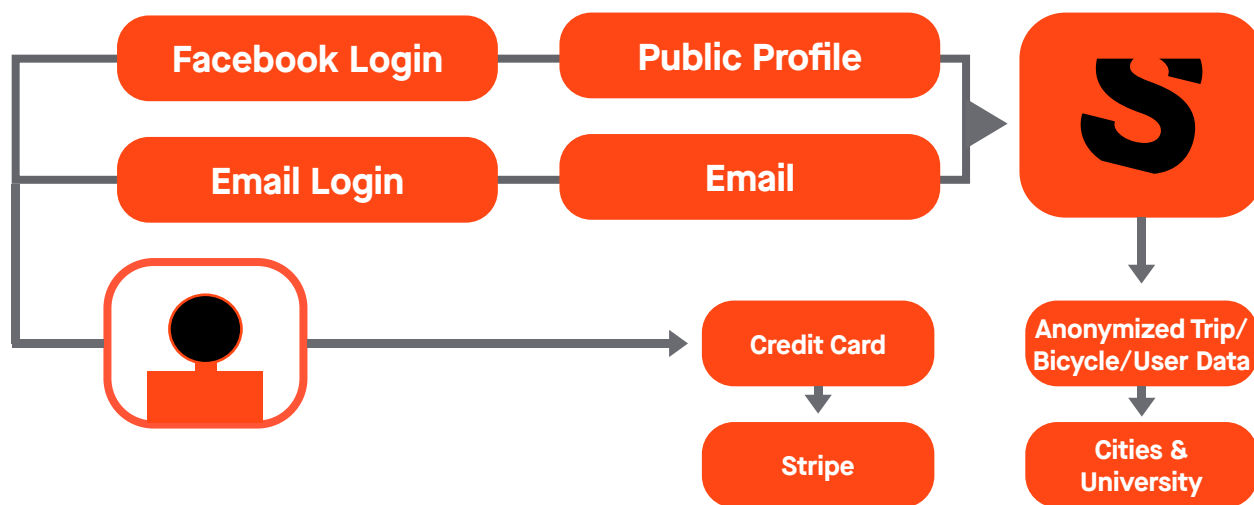 Facebook Login
Public Profile
S
Email Login
Email
Credit Card
Anonymized Trip/
Bicycle/User Data
Stripe
Cities &
University